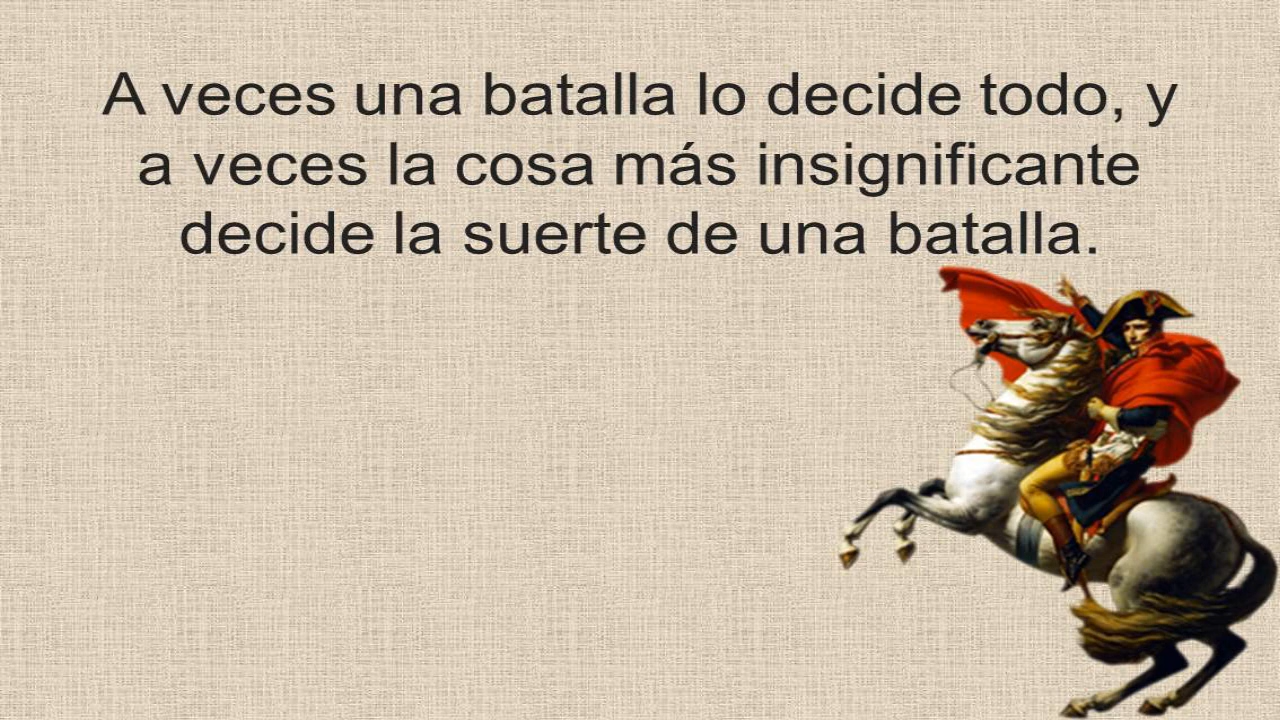 A veces una batalla lo decide todo, y
a veces la cosa más insignificante
decide la suerte de una batalla.